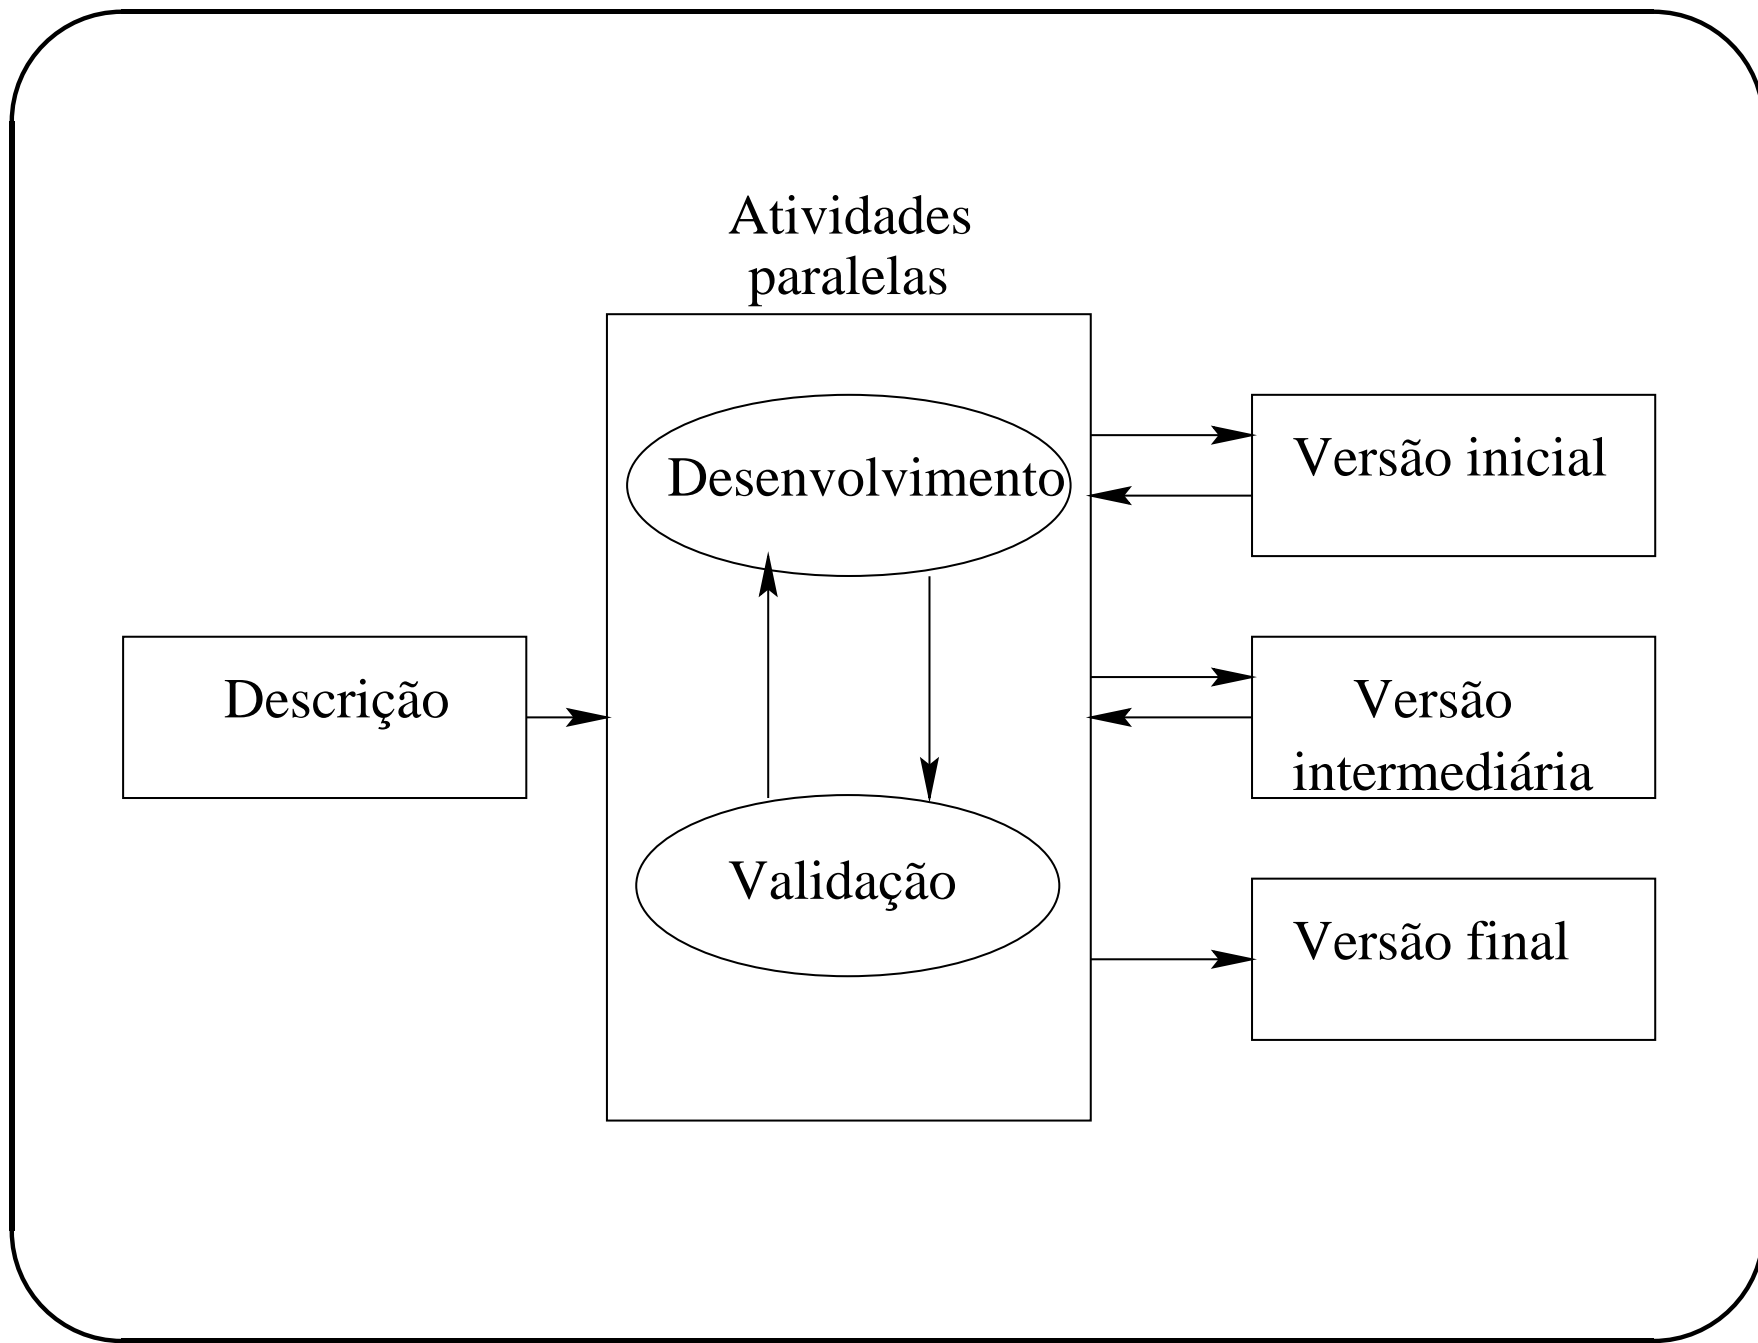 Atividades
paralelas
Desenvolvimento
Versão inicial
Descrição
Versão
intermediária
Validação
Versão final